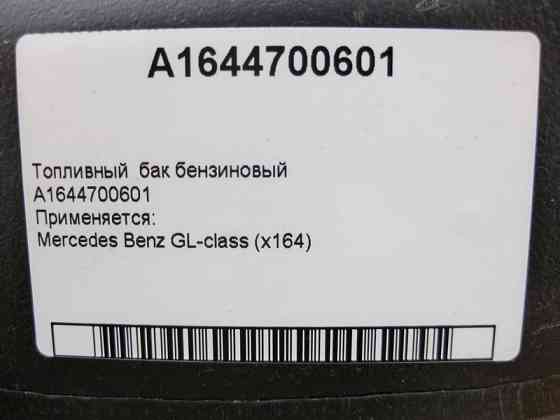 A1644700601
Топливный бак бензиновый
A1644700601
Применяется:
Mercedes Benz GL-class (x164)